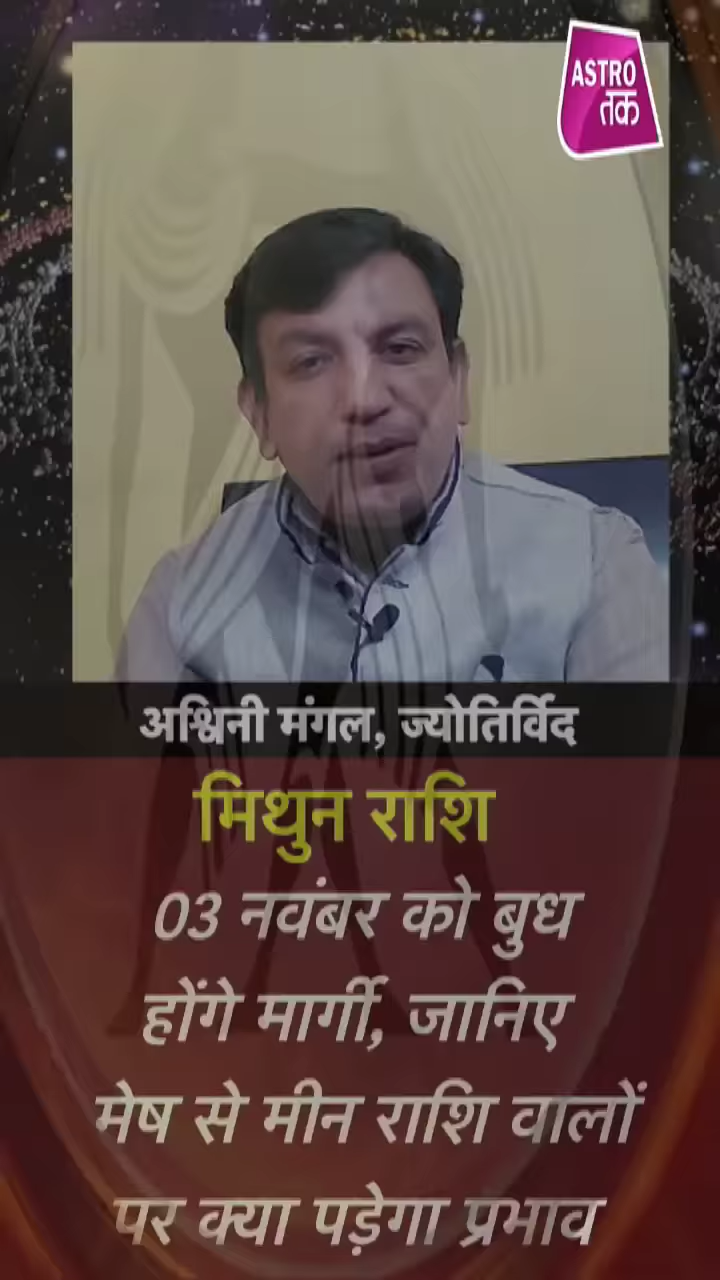 ASTRO
तक
अश्विनी मंगल, ज्योतिर्विद
मिथुन राशि
03 नवंबर को बुध
होंगे मार्गी, जानिए
मेष से मीन राशि वालों
पर क्या पड़ेगा प्रभाव